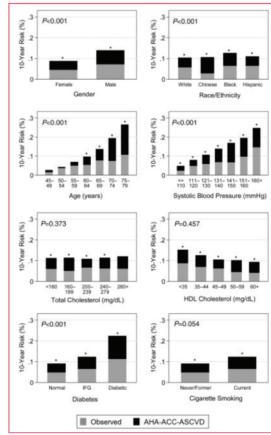 P<0.001
P<0.001
10-Year Risk (%)
.3
.2
.1
0
Female Male
Gender
10-Year Risk (%)
.3
.2
.1
0
White Chinese Black Hispanic
Race/Ethnicity
P<0.001
P<0.001
10-Year Risk (%)
.3
.2
.1
0
45– 50– 55– 60– 65– 70– 75–
49 54 59 64 69 74 79
Age (years)
10-Year Risk (%)
.3
.2
.1
0
111– 121– 131– 141– 151– 160+
110 120 130 140 150 160
Systolic Blood Pressure (mmHg)
P=0.373
P=0.457
10-Year Risk (%)
.3
.2
.1
0
<160 160– 200– 240– 280+
199 239 279
Total Cholesterol (mg/dL)
10-Year Risk (%)
.3
.2
.1
0
<35 35–44 45–49 50–59 60+
HDL Cholesterol (mg/dL)
P<0.001
P=0.054
10-Year Risk (%)
.3
.2
.1
0
Normal IFG Diabetic
Diabetes
10-Year Risk (%)
.3
.2
.1
0
Never/Former Current
Cigarette Smoking
Observed AHA-ACC-ASCVD